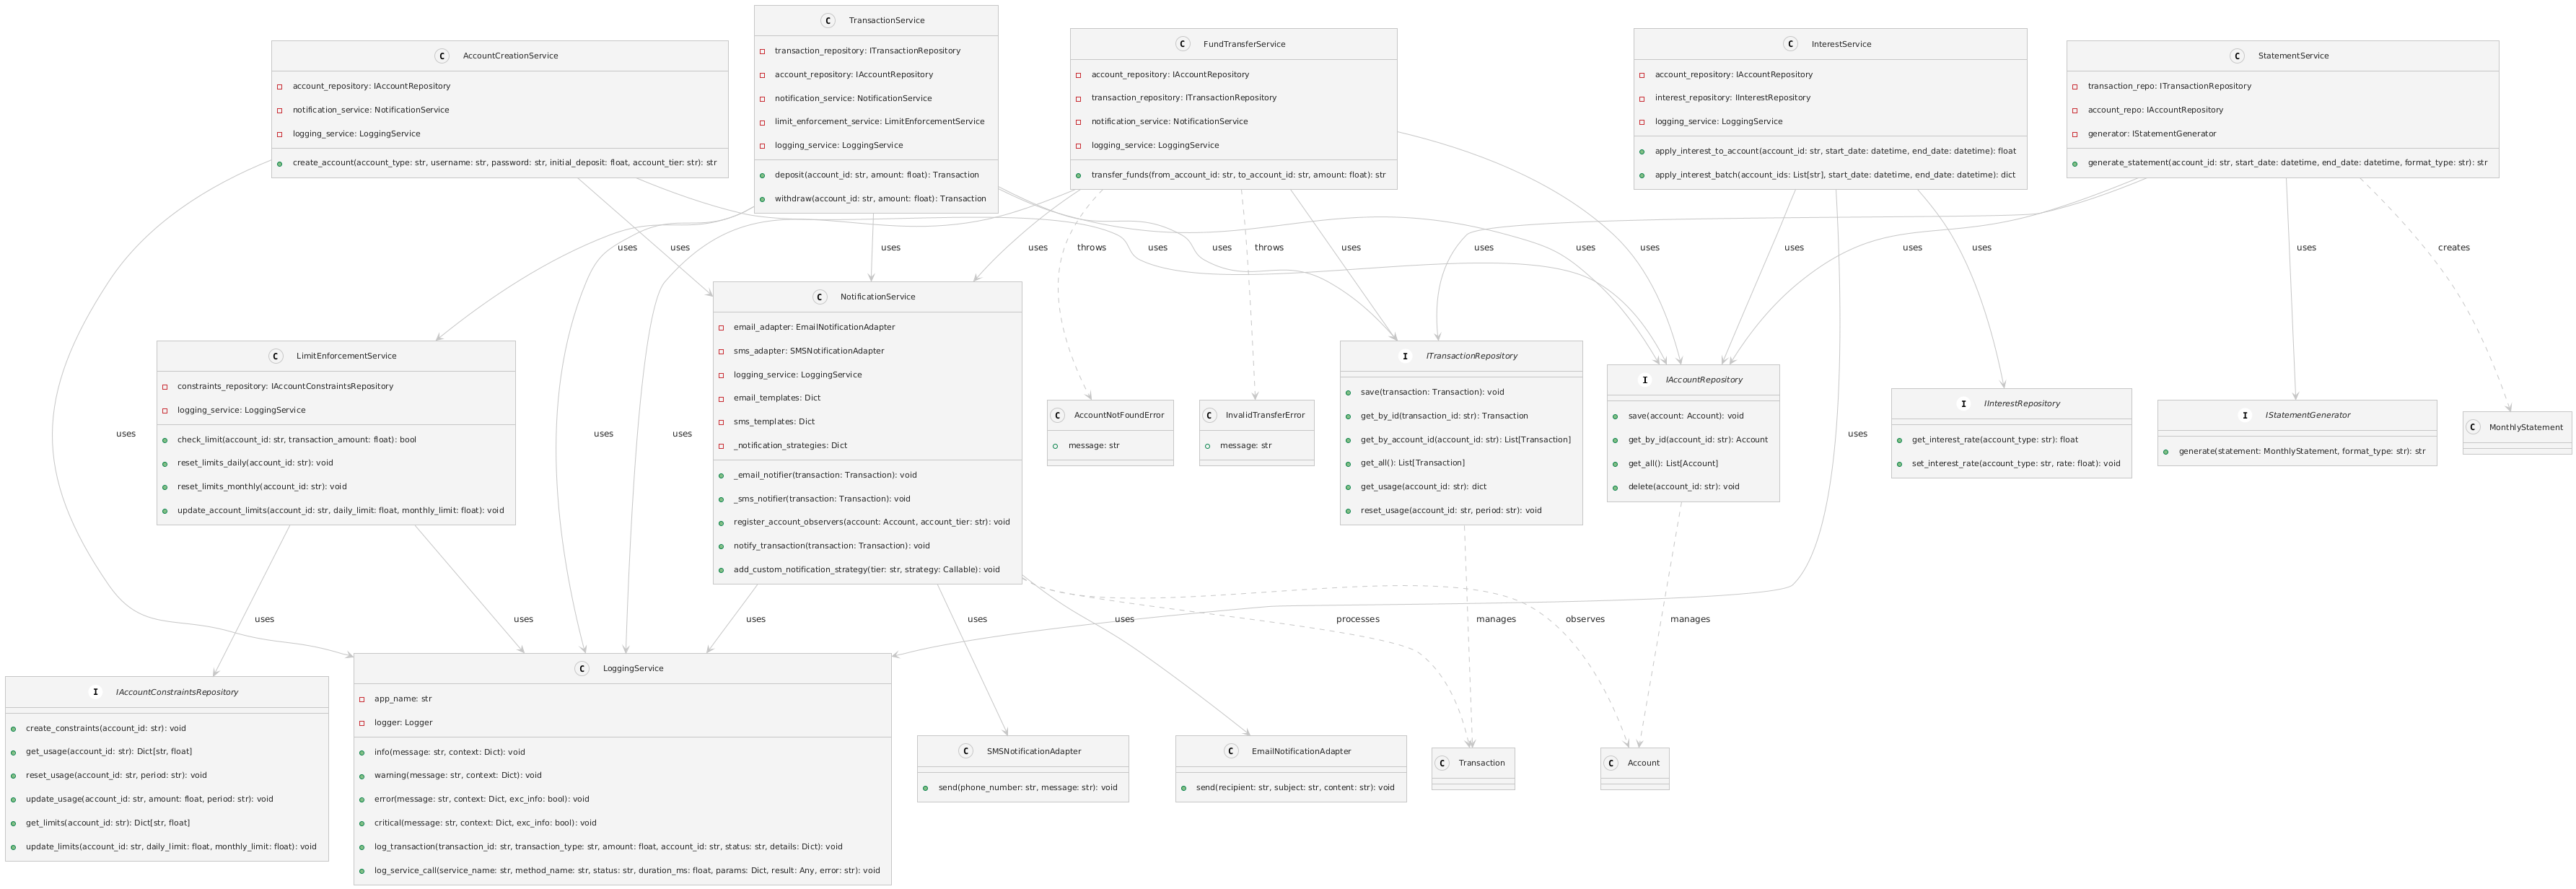 C TransactionService
transaction_repository: ITransactionRepository
account_repository: IAccountRepository
notification_service: NotificationService
limit_enforcement_service: LimitEnforcementService
logging_service: LoggingService
deposit(account_id: str, amount: float): Transaction
withdraw(account_id: str, amount: float): Transaction
C FundTransferService
account_repository: IAccountRepository
transaction_repository: ITransactionRepository
notification_service: NotificationService
logging_service: LoggingService
transfer_funds(from_account_id: str, to_account_id: str, amount: float): str
C InterestService
account_repository: IAccountRepository
interest_repository: IInterestRepository
logging_service: LoggingService
apply_interest_to_account(account_id: str, start_date: datetime, end_date: datetime): float
apply_interest_batch(account_ids: List[str], start_date: datetime, end_date: datetime): dict
C AccountCreationService
account_repository: IAccountRepository
notification_service: NotificationService
logging_service: LoggingService
create_account(account_type: str, username: str, password: str, initial_deposit: float, account_tier: str): str
C StatementService
transaction_repo: ITransactionRepository
account_repo: IAccountRepository
generator: IStatementGenerator
generate_statement(account_id: str, start_date: datetime, end_date: datetime, format_type: str): str
uses
uses
uses
uses
throws
uses
uses
throws
uses
uses
uses
uses
uses
uses
uses
uses
creates
C NotificationService
email_adapter: EmailNotificationAdapter
sms_adapter: SMSNotificationAdapter
logging_service: LoggingService
email_templates: Dict
sms_templates: Dict
_notification_strategies: Dict
_email_notifier(transaction: Transaction): void
_sms_notifier(transaction: Transaction): void
register_account_observers(account: Account, account_tier: str): void
notify_transaction(transaction: Transaction): void
add_custom_notification_strategy(tier: str, strategy: Callable): void
C LimitEnforcementService
constraints_repository: IAccountConstraintsRepository
logging_service: LoggingService
check_limit(account_id: str, transaction_amount: float): bool
reset_limits_daily(account_id: str): void
reset_limits_monthly(account_id: str): void
update_account_limits(account_id: str, daily_limit: float, monthly_limit: float): void
I ITransactionRepository
save(transaction: Transaction): void
get_by_id(transaction_id: str): Transaction
get_by_account_id(account_id: str): List[Transaction]
get_all(): List[Transaction]
get_usage(account_id: str): dict
reset_usage(account_id: str, period: str): void
I IAccountRepository
save(account: Account): void
get_by_id(account_id: str): Account
get_all(): List[Account]
delete(account_id: str): void
I IInterestRepository
get_interest_rate(account_type: str): float
set_interest_rate(account_type: str, rate: float): void
C AccountNotFoundError
message: str
C InvalidTransferError
message: str
I IStatementGenerator
generate(statement: MonthlyStatement, format_type: str): str
C MonthlyStatement
uses
uses
uses
uses
uses
uses
uses
uses
uses
processes
manages
observes
manages
C LoggingService
app_name: str
logger: Logger
info(message: str, context: Dict): void
warning(message: str, context: Dict): void
error(message: str, context: Dict, exc_info: bool): void
critical(message: str, context: Dict, exc_info: bool): void
log_transaction(transaction_id: str, transaction_type: str, amount: float, account_id: str, status: str, details: Dict): void
log_service_call(service_name: str, method_name: str, status: str, duration_ms: float, params: Dict, result: Any, error: str): void
I IAccountConstraintsRepository
create_constraints(account_id: str): void
get_usage(account_id: str): Dict[str, float]
reset_usage(account_id: str, period: str): void
update_usage(account_id: str, amount: float, period: str): void
get_limits(account_id: str): Dict[str, float]
update_limits(account_id: str, daily_limit: float, monthly_limit: float): void
C SMSNotificationAdapter
send(phone_number: str, message: str): void
C EmailNotificationAdapter
send(recipient: str, subject: str, content: str): void
C Transaction
C Account